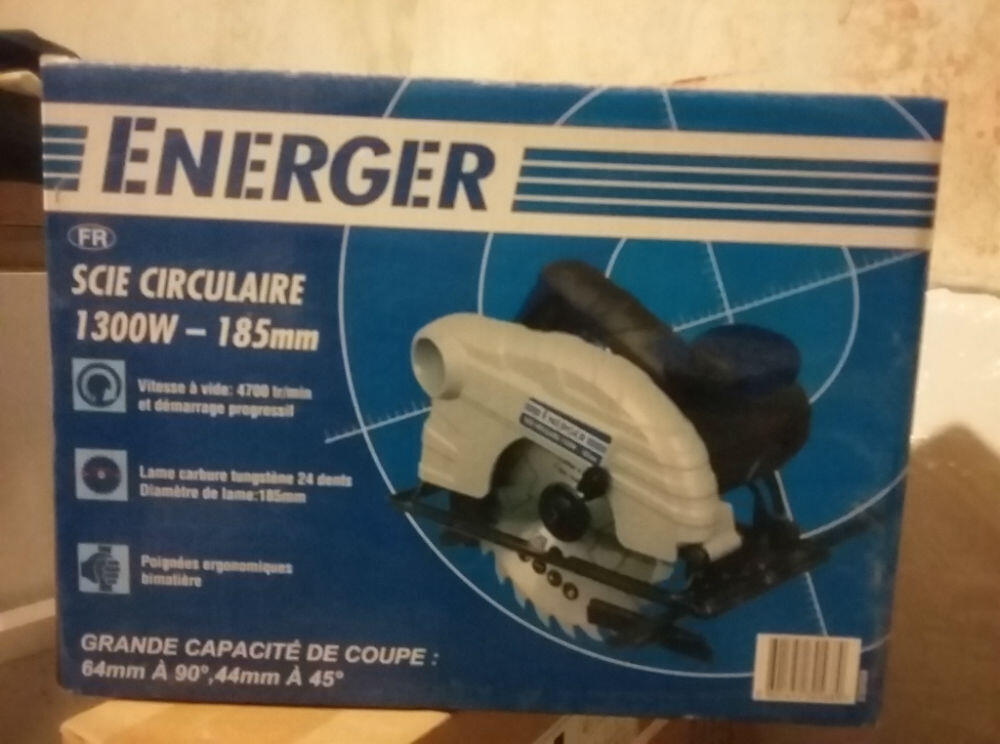 ENERGER
FR
SCIE CIRCULAIRE
1300W – 185mm
Vitesse à vide: 4700 tr/min
et démarrage progressif
Lame carbure tungstène 24 dents
Diamètre de lame:185mm
Poignées ergonomiques
bimatière
ENERGER
GRANDE CAPACITÉ DE COUPE :
64mm À 90°,44mm À 45°